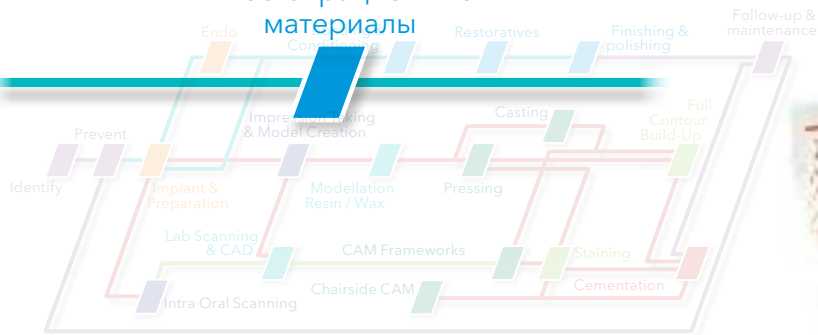 материалы
Endo
Restoratives
Finishing &
polishing
Follow-up &
maintenance
Conditioning
Impression Taking
& Model Creation
Casting
Full
Contour
Build-Up
Prevent
Identify
Implant &
Preparation
Modellation
Resin / Wax
Pressing
Lab Scanning
& CAD
CAM Frameworks
Staining
Cementation
Intra Oral Scanning
Chairside CAM